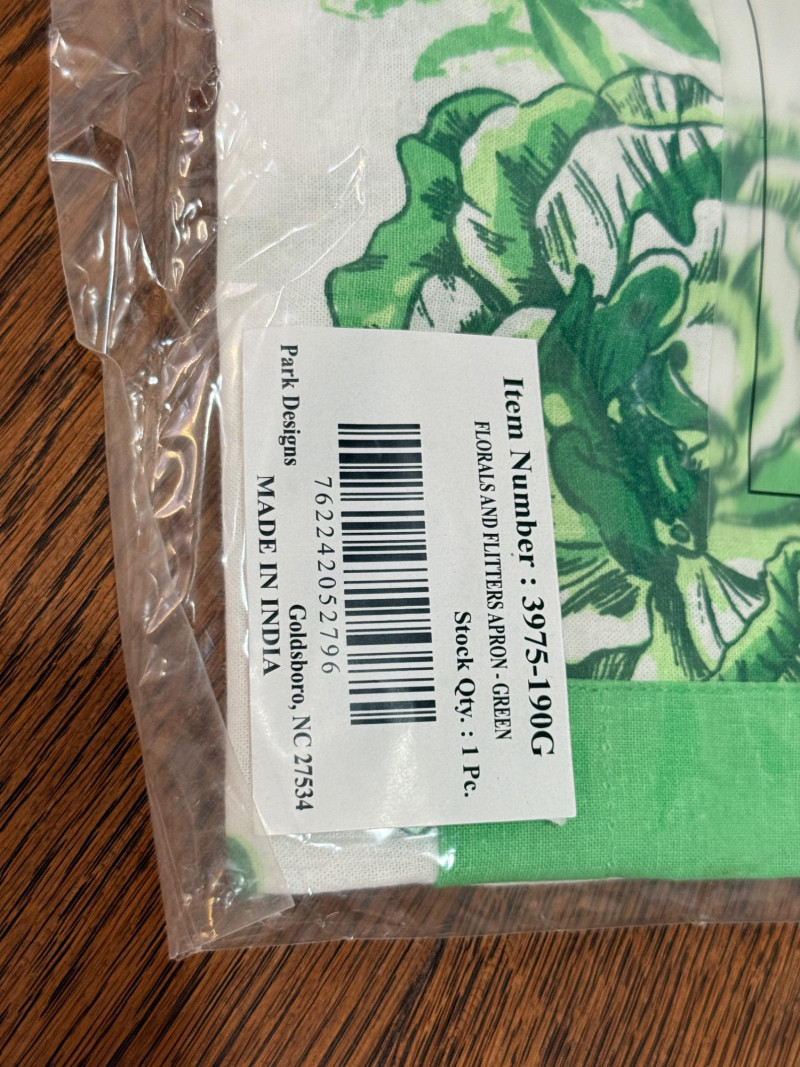 Item Number : 3975-190G
FLORALS AND FLITTERS APRON - GREEN
Stock Qty. : 1 Pc.
762242052796
Park Designs Goldsboro, NC 27534
MADE IN INDIA